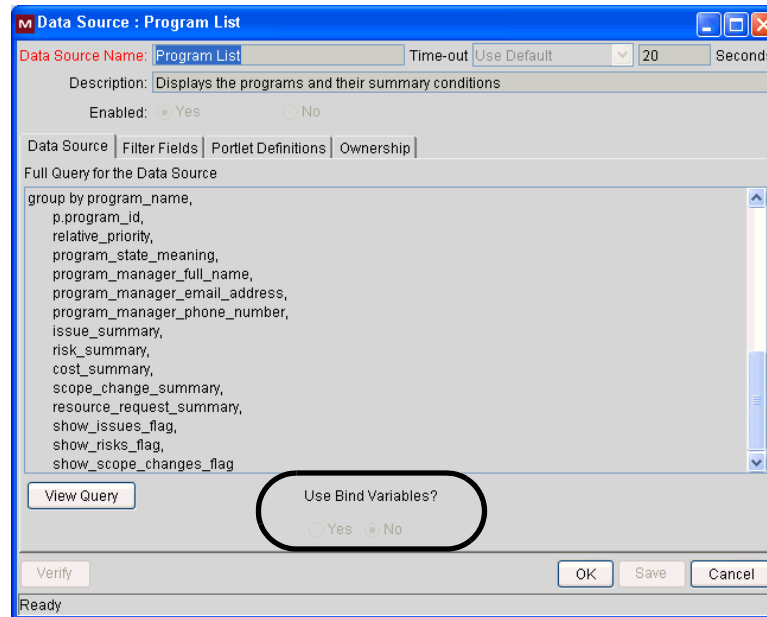 M Data Source : Program List
Data Source Name: Program List Time-out Use Default 20 Seconds
Description: Displays the programs and their summary conditions
Enabled: Yes No
Data Source Filter Fields Portlet Definitions Ownership
Full Query for the Data Source
group by program_name,
p.program_id,
relative_priority,
program_state_meaning,
program_manager_full_name,
program_manager_email_address,
program_manager_phone_number,
issue_summary,
risk_summary,
cost_summary,
scope_change_summary,
resource_request_summary,
show_issues_flag,
show_risks_flag,
show_scope_changes_flag
View Query Use Bind Variables?
Yes No
Verify OK Save Cancel
Ready